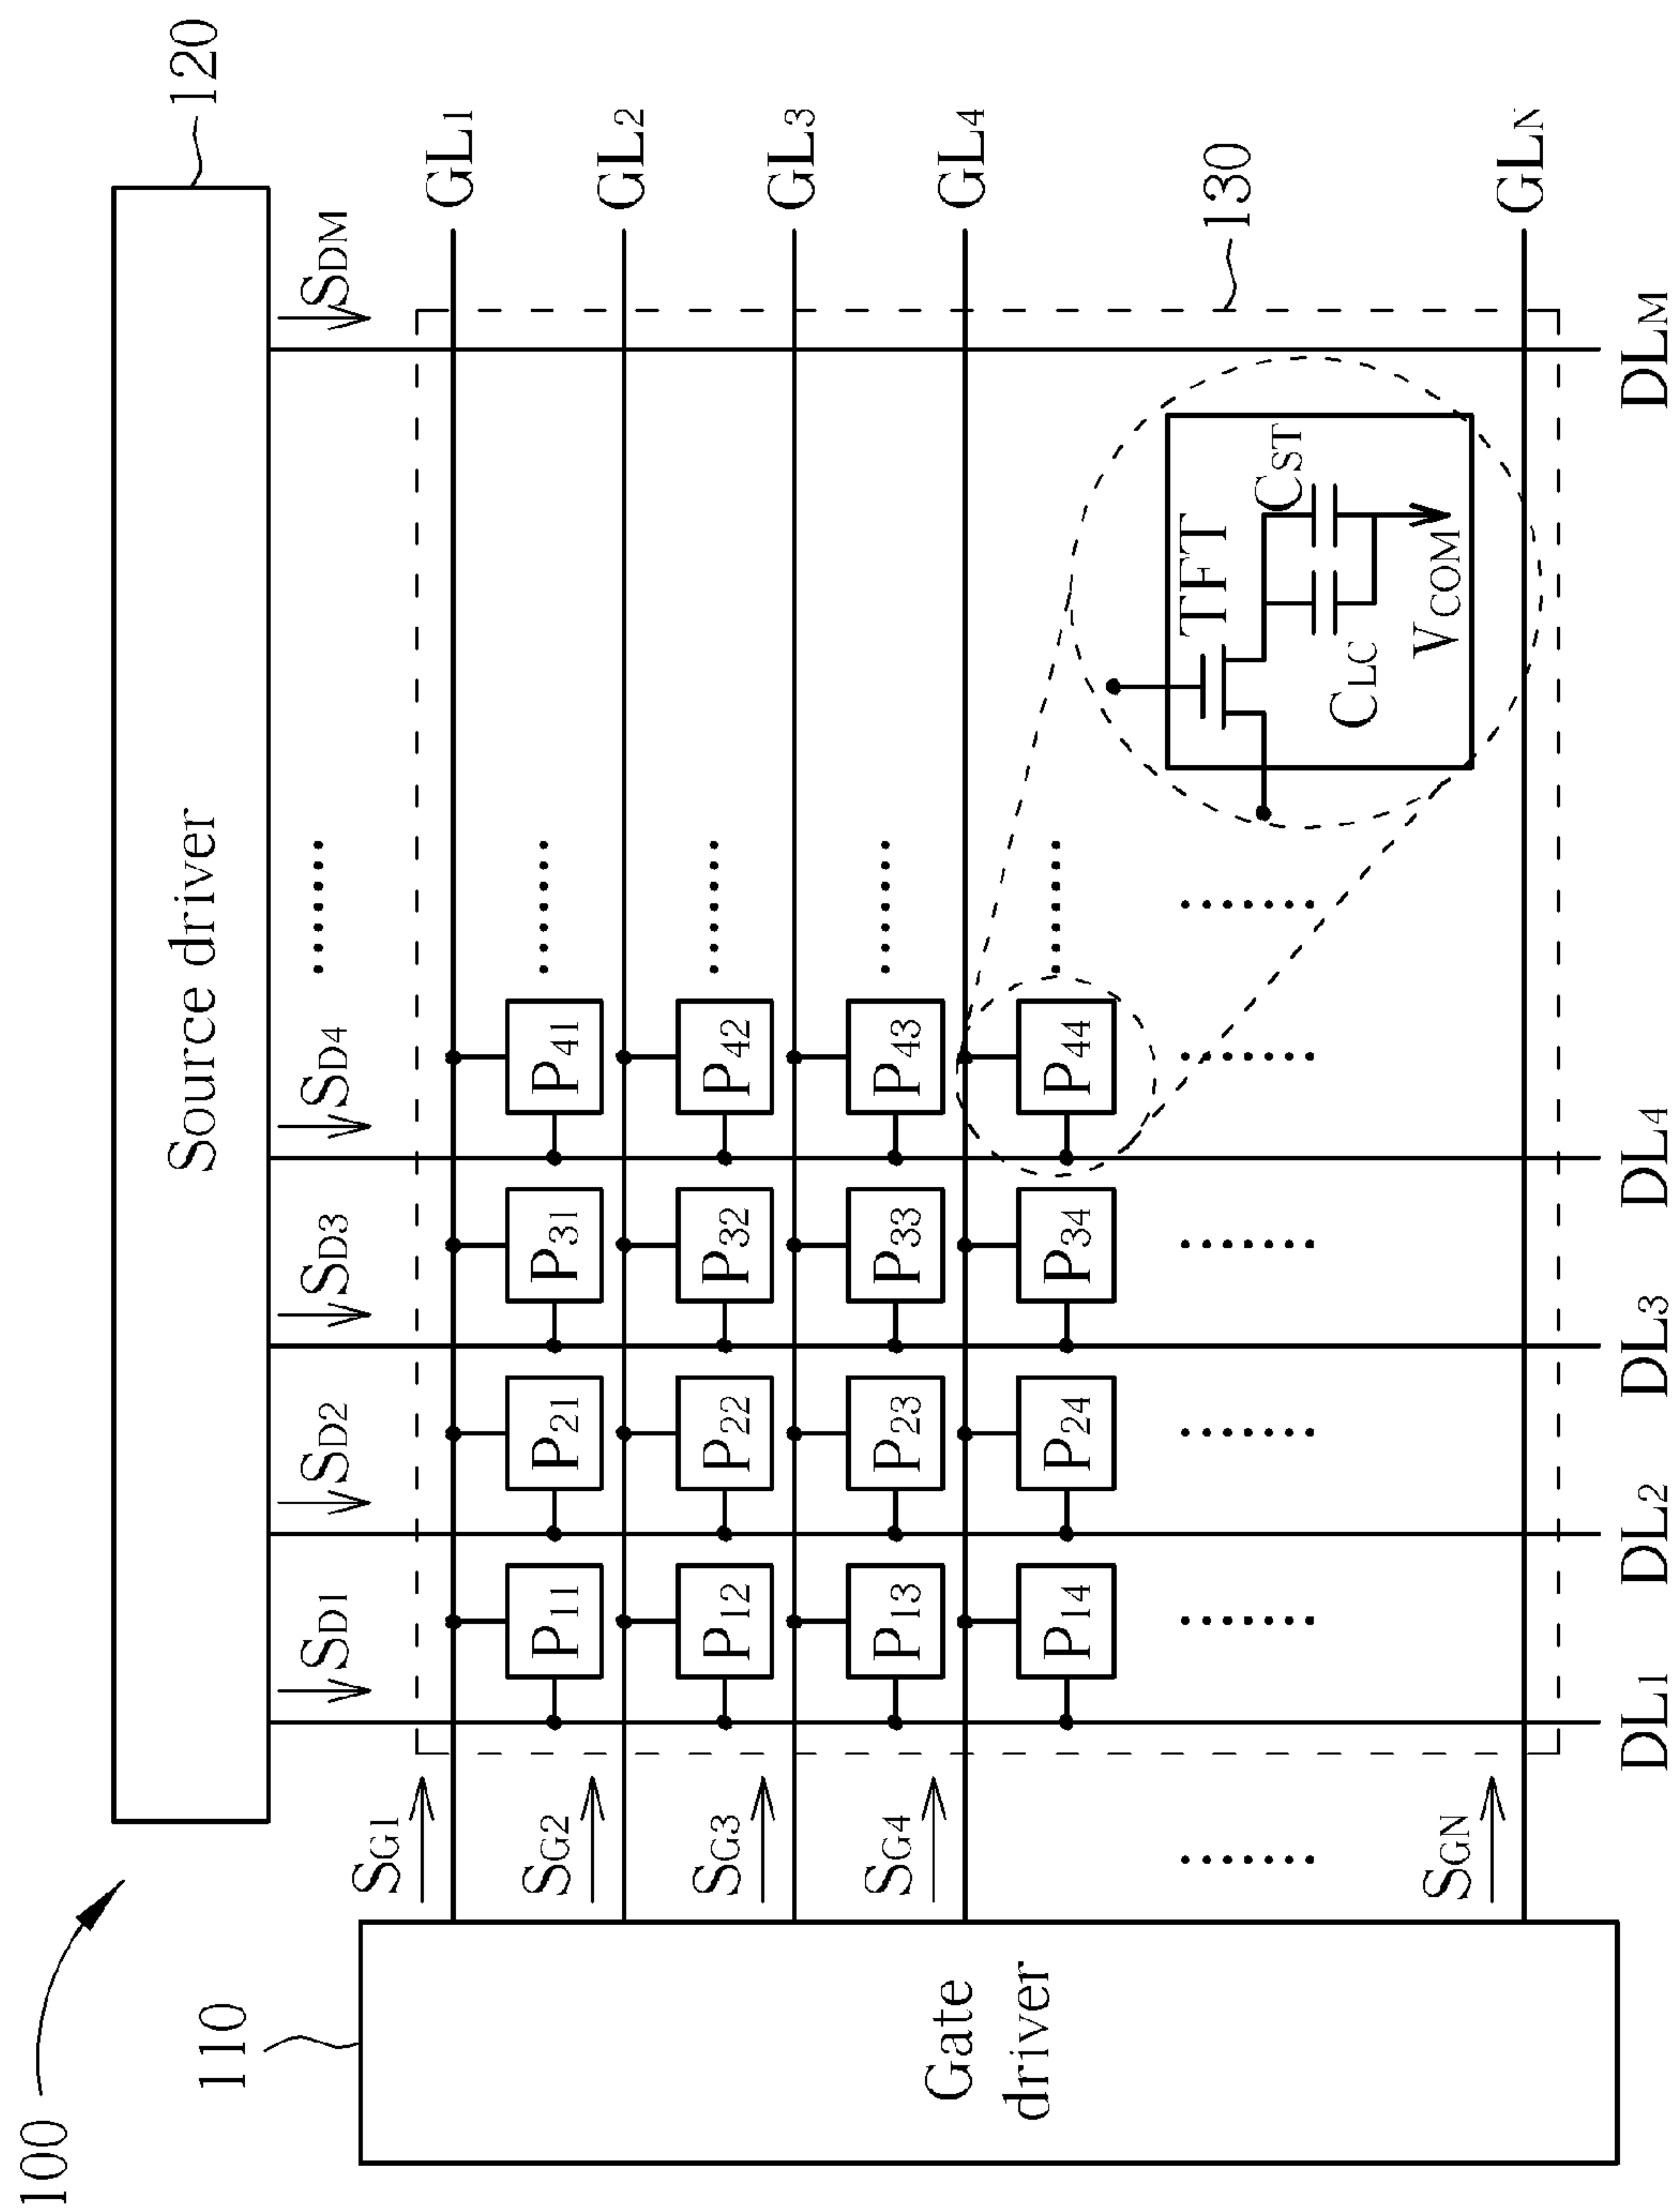 100
120
Source driver
110
Gate
driver
SD1
SD2
SD3
SD4
SDM
SG1
GL1
P11
P21
P31
P41
SG2
GL2
P12
P22
P32
P42
SG3
GL3
P13
P23
P33
P43
SG4
GL4
P14
P24
P34
P44
130
TFT
CST
CLC
VCOM
SGN
GLN
DL1
DL2
DL3
DL4
DLM